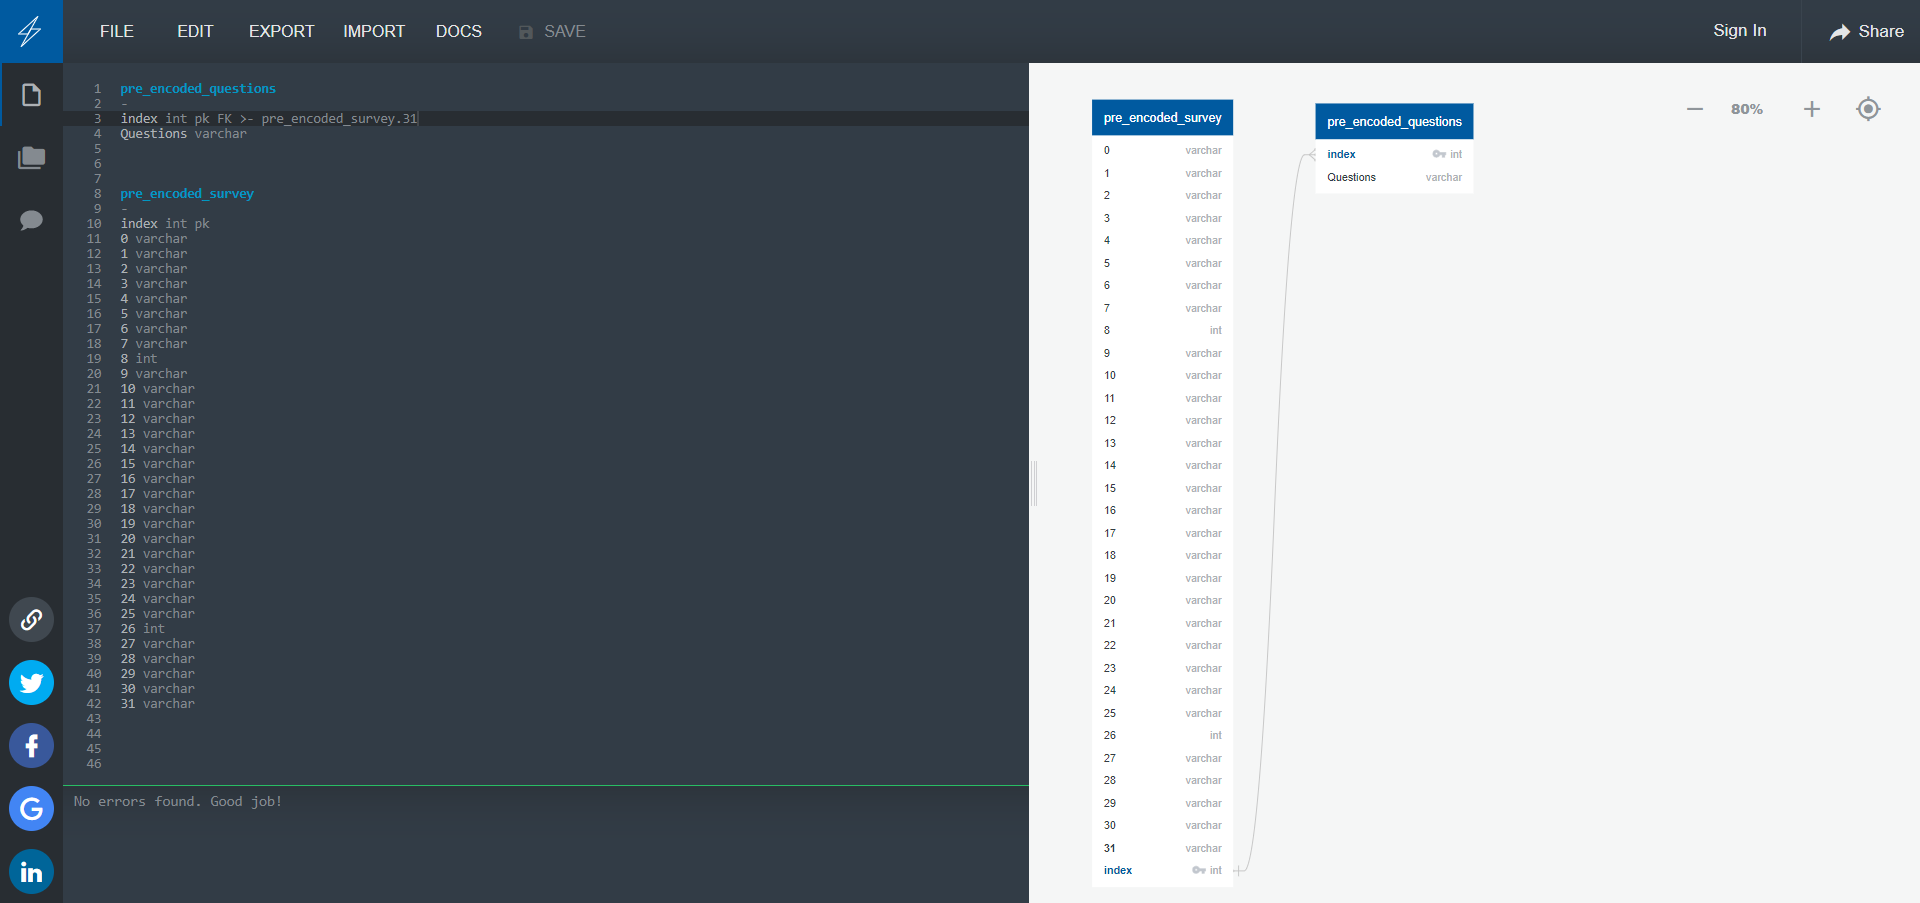 FILE EDIT EXPORT IMPORT DOCS SAVE Sign In Share
1 pre_encoded_questions
2 -
3 index int pk FK >- pre_encoded_survey.31
4 Questions varchar
5
6
7
8 pre_encoded_survey
9 -
10 index int pk
11 0 varchar
12 1 varchar
13 2 varchar
14 3 varchar
15 4 varchar
16 5 varchar
17 6 varchar
18 7 varchar
19 8 int
20 9 varchar
21 10 varchar
22 11 varchar
23 12 varchar
24 13 varchar
25 14 varchar
26 15 varchar
27 16 varchar
28 17 varchar
29 18 varchar
30 19 varchar
31 20 varchar
32 21 varchar
33 22 varchar
34 23 varchar
35 24 varchar
36 25 varchar
37 26 int
38 27 varchar
39 28 varchar
40 29 varchar
41 30 varchar
42 31 varchar
43
44
45
46
No errors found. Good job!
pre_encoded_survey
0 varchar
1 varchar
2 varchar
3 varchar
4 varchar
5 varchar
6 varchar
7 varchar
8 int
9 varchar
10 varchar
11 varchar
12 varchar
13 varchar
14 varchar
15 varchar
16 varchar
17 varchar
18 varchar
19 varchar
20 varchar
21 varchar
22 varchar
23 varchar
24 varchar
25 varchar
26 int
27 varchar
28 varchar
29 varchar
30 varchar
31 varchar
index int
pre_encoded_questions
index int
Questions varchar
80%